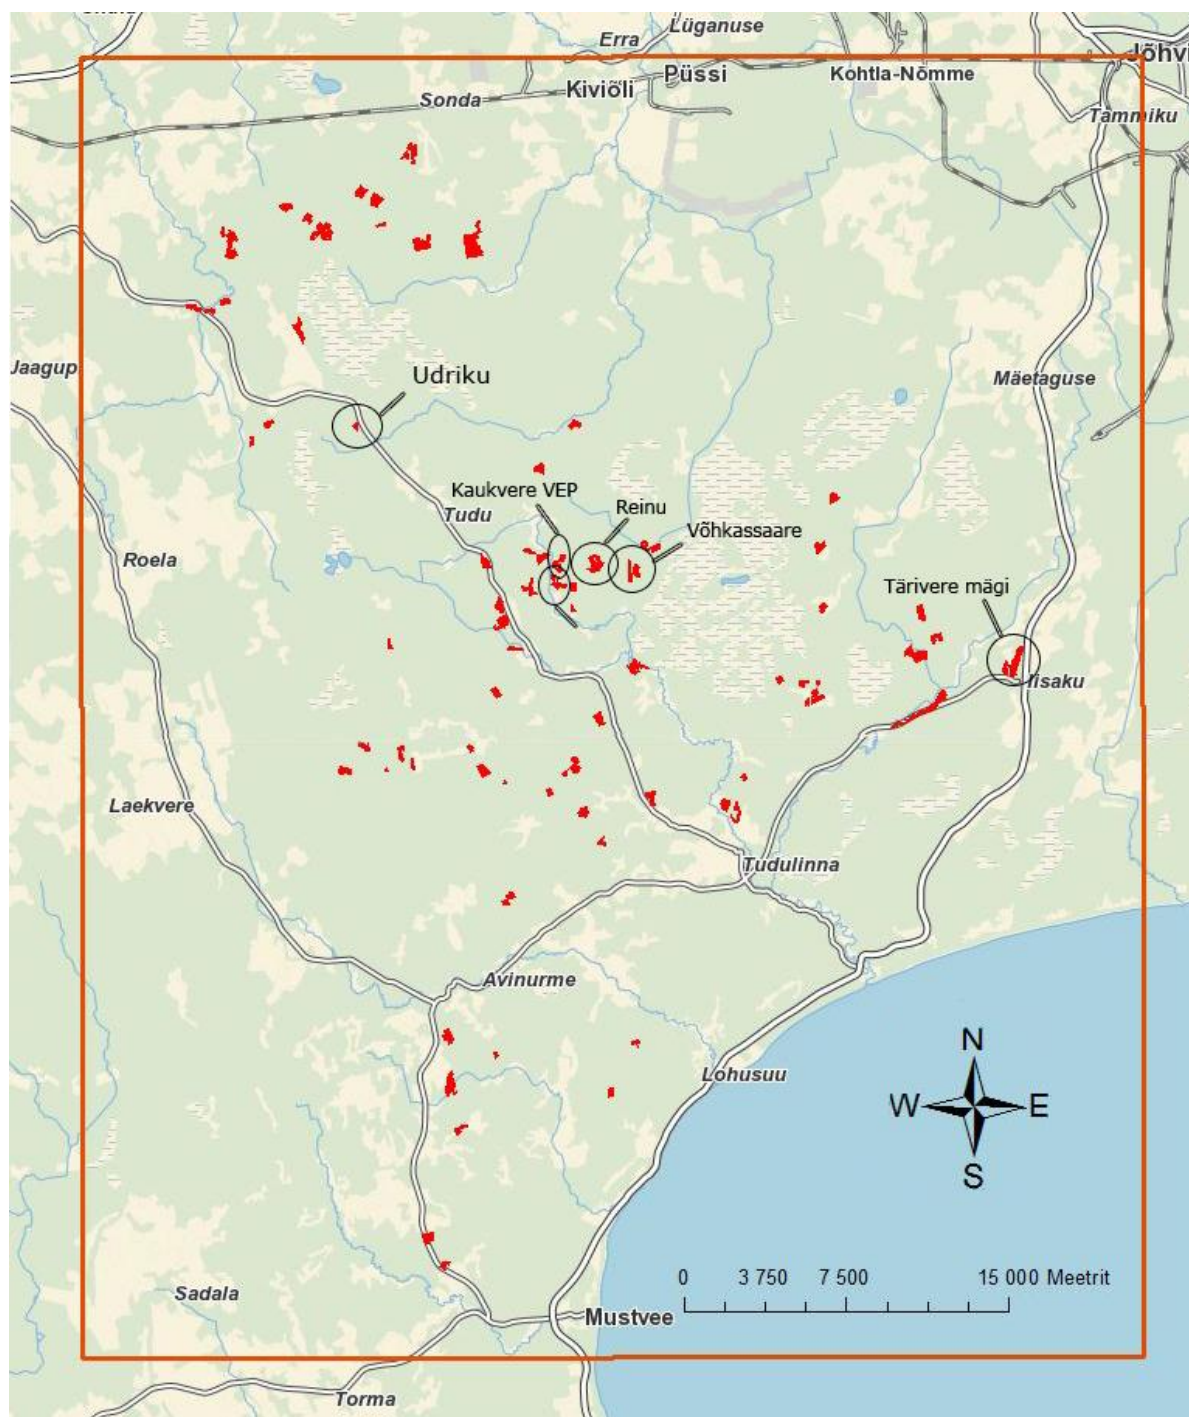 Lüganuse
Erra
Jõhvi
Püssi
Kohtla-Nõmme
Kiviõli
Sonda
Tammiku
Jaagup
Udriku
Mäetaguse
Kaukvere VEP
Reinu
Tudu
Võhkassaare
Roela
Tärivere mägi
Iisaku
Laekvere
Tudulinna
Avinurme
N
Lohusuu
W
E
S
0 3 750 7 500 15 000 Meetrit
Sadala
Mustvee
Torma